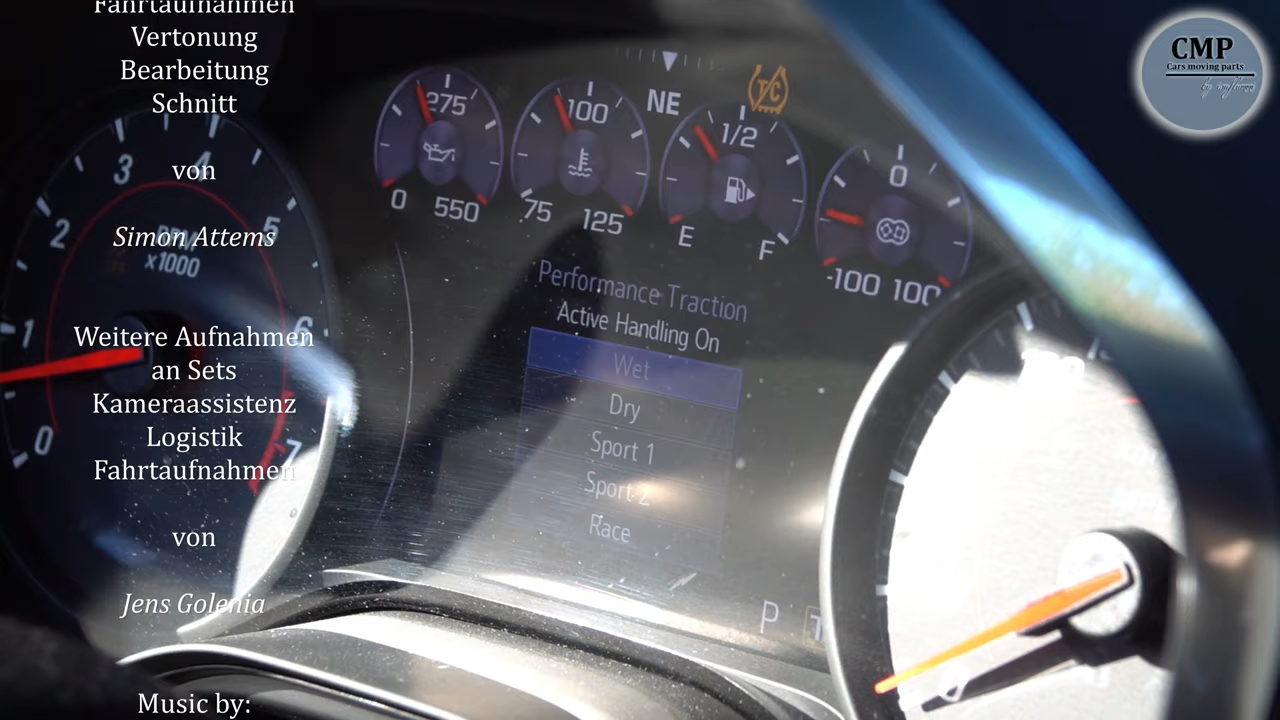 Fahrtaufnahmen
Vertonung
Bearbeitung
Schnitt
von
Simon Attems
Weitere Aufnahmen
an Sets
Kameraassistenz
Logistik
Fahrtaufnahmen
von
Jens Golenia
Music by:
CMP
Cars moving parts
0
1
2
3
4
5
6
7
RPM
x1000
275
0 550
100
75 125
NE
TC
1/2
E F
0
-100 100
Performance Traction
Active Handling On
Wet
Dry
Sport 1
Sport 2
Race
P